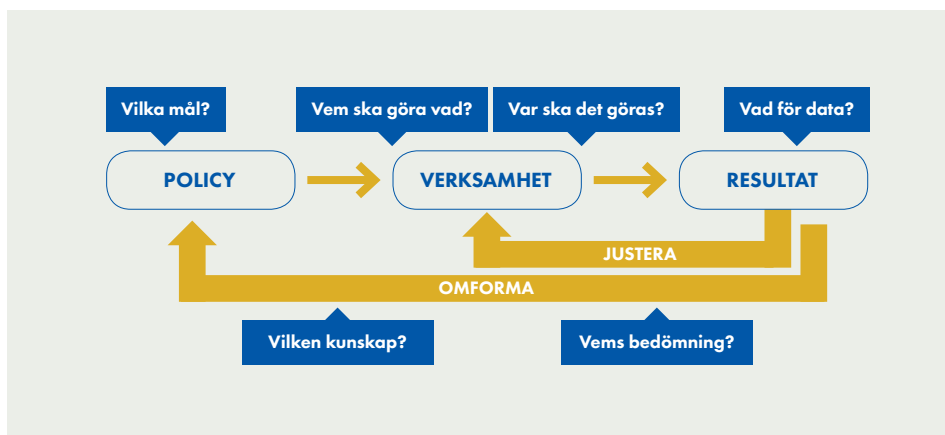 Vilka mål?
Vem ska göra vad?
Var ska det göras?
Vad för data?
POLICY
VERKSAMHET
RESULTAT
JUSTERA
OMFORMA
Vilken kunskap?
Vems bedömning?